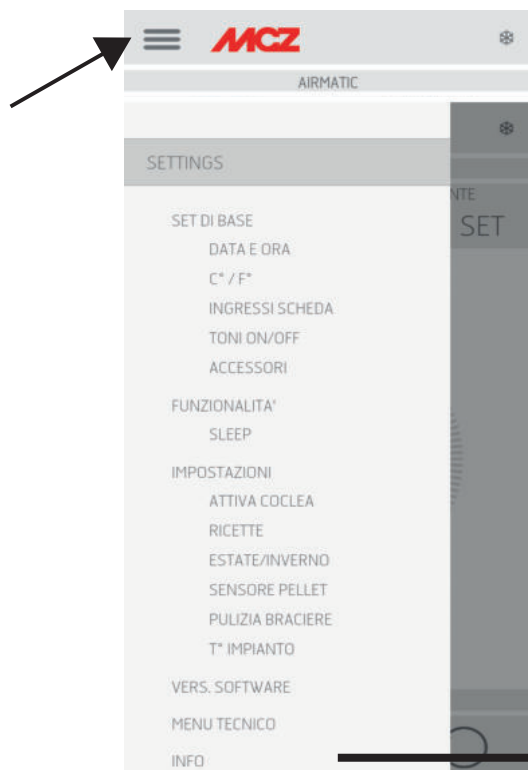 MCZ
AIRMATIC
SETTINGS
NTE
SET
SET DI BASE
DATA E ORA
C° / F°
INGRESSI SCHEDA
TONI ON/OFF
ACCESSORI
FUNZIONALITA'
SLEEP
IMPOSTAZIONI
ATTIVA COCLEA
RICETTE
ESTATE/INVERNO
SENSORE PELLET
PULIZIA BRACIERE
T° IMPIANTO
VERS. SOFTWARE
MENU TECNICO
INFO